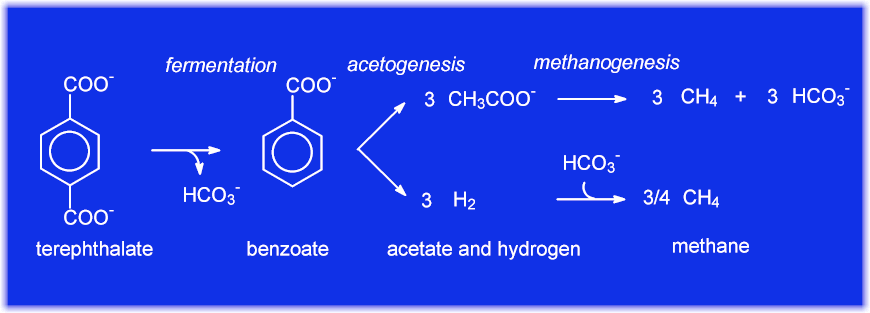 COO⁻
COO⁻
terephthalate
fermentation
HCO₃⁻
COO⁻
benzoate
acetogenesis
3 CH₃COO⁻
3 H₂
acetate and hydrogen
methanogenesis
3 CH₄ + 3 HCO₃⁻
HCO₃⁻
3/4 CH₄
methane